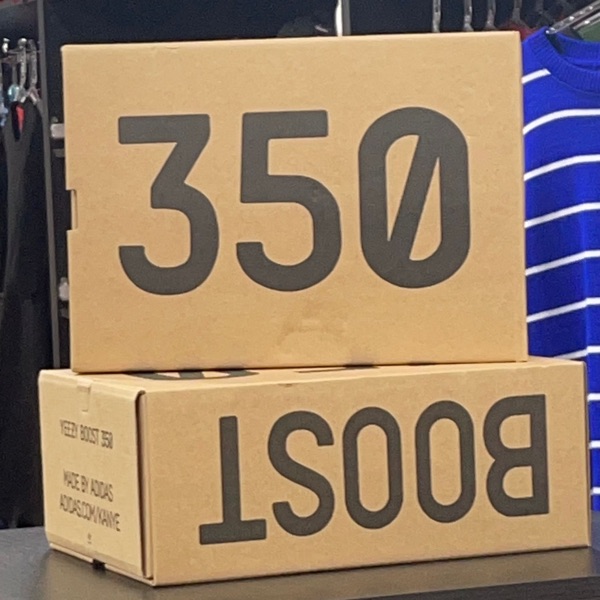 350
BOOST
YEEZY BOOST 350
MADE BY ADIDAS
ADIDAS.COM/KANYE